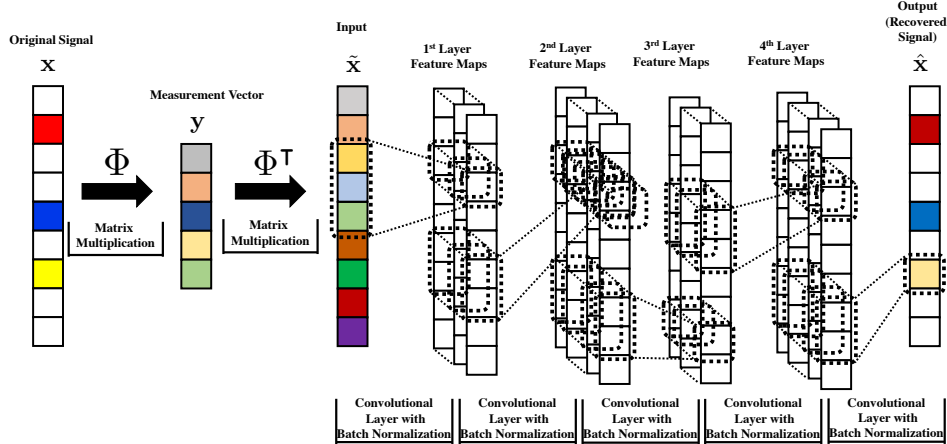 Original Signal
x
Measurement Vector
y
Φ
Matrix
Multiplication
Φ^T
Matrix
Multiplication
Input
x̃
1st Layer
Feature Maps
2nd Layer
Feature Maps
3rd Layer
Feature Maps
4th Layer
Feature Maps
Output
(Recovered
Signal)
x̂
Convolutional
Layer with
Batch Normalization
Convolutional
Layer with
Batch Normalization
Convolutional
Layer with
Batch Normalization
Convolutional
Layer with
Batch Normalization
Convolutional
Layer with
Batch Normalization